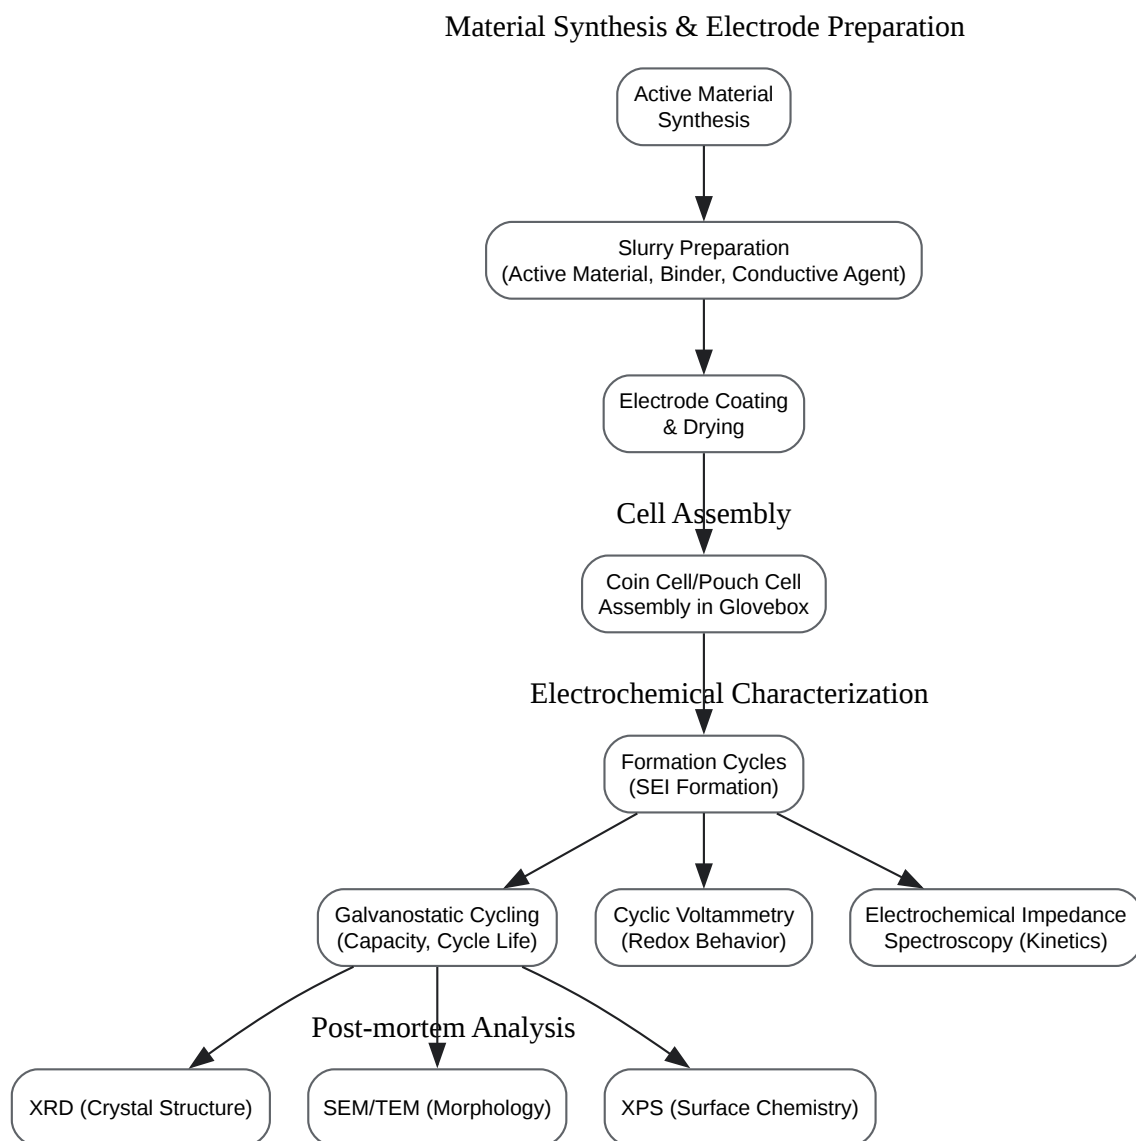 Material Synthesis & Electrode Preparation
Active Material
Synthesis
Slurry Preparation
(Active Material, Binder, Conductive Agent)
Electrode Coating
& Drying
Cell Assembly
Coin Cell/Pouch Cell
Assembly in Glovebox
Electrochemical Characterization
Formation Cycles
(SEI Formation)
Galvanostatic Cycling
(Capacity, Cycle Life)
Cyclic Voltammetry
(Redox Behavior)
Electrochemical Impedance
Spectroscopy (Kinetics)
Post-mortem Analysis
XRD (Crystal Structure)
SEM/TEM (Morphology)
XPS (Surface Chemistry)